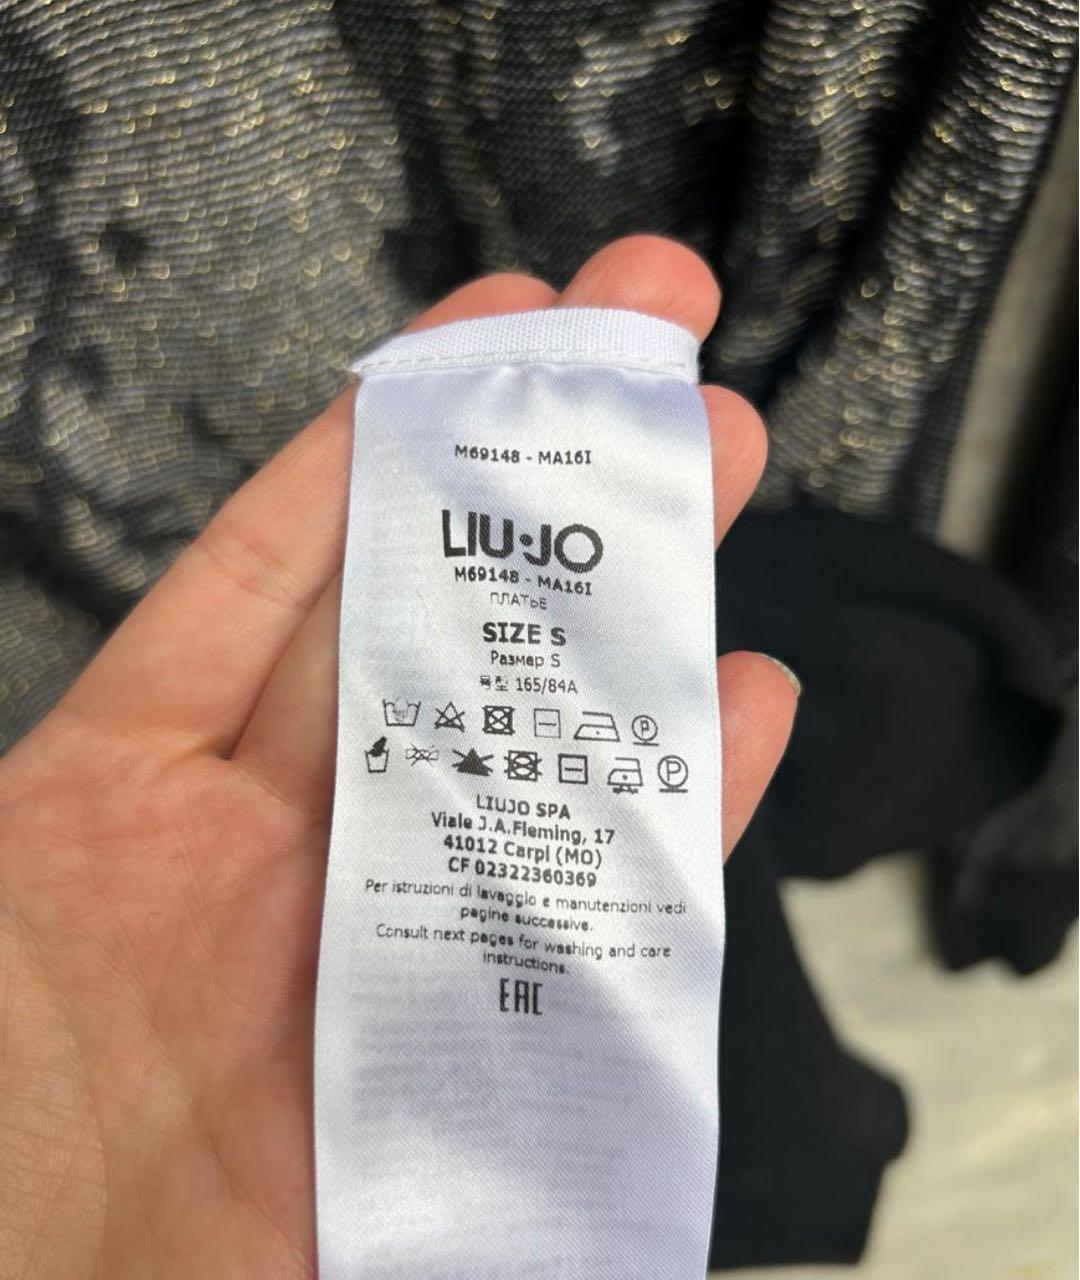 M69148 - MA16I
LIU·JO
M69148 - MA16I
ПЛАТЬЕ
SIZE S
Размер S
号型 165/84A
P
P
LIUJO SPA
Viale J.A.Fleming, 17
41012 Carpi (MO)
CF 02322360369
Per istruzioni di lavaggio e manutenzioni vedi
pagine successive.
Consult next pages for washing and care
instructions.
EAC